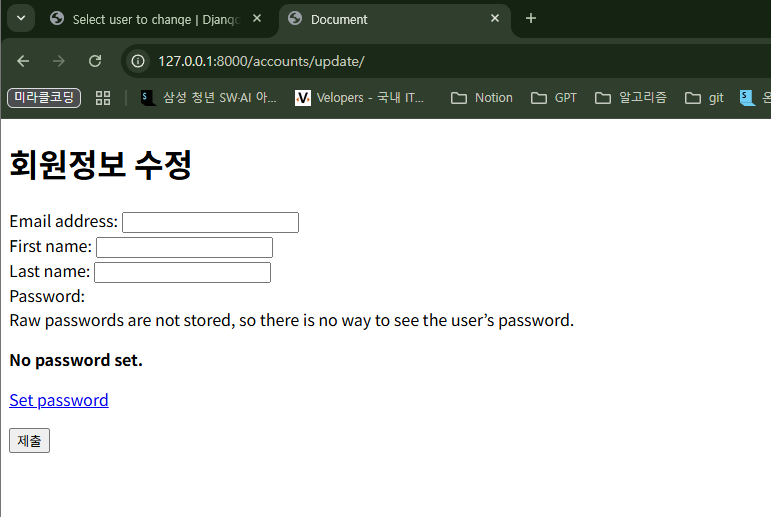 Select user to change | Django
Document
127.0.0.1:8000/accounts/update/
미라클코딩
삼성 청년 SW·AI 아...
Velopers - 국내 IT...
Notion
GPT
알고리즘
git
회원정보 수정
Email address:
First name:
Last name:
Password:
Raw passwords are not stored, so there is no way to see the user’s password.
No password set.
Set password
제출